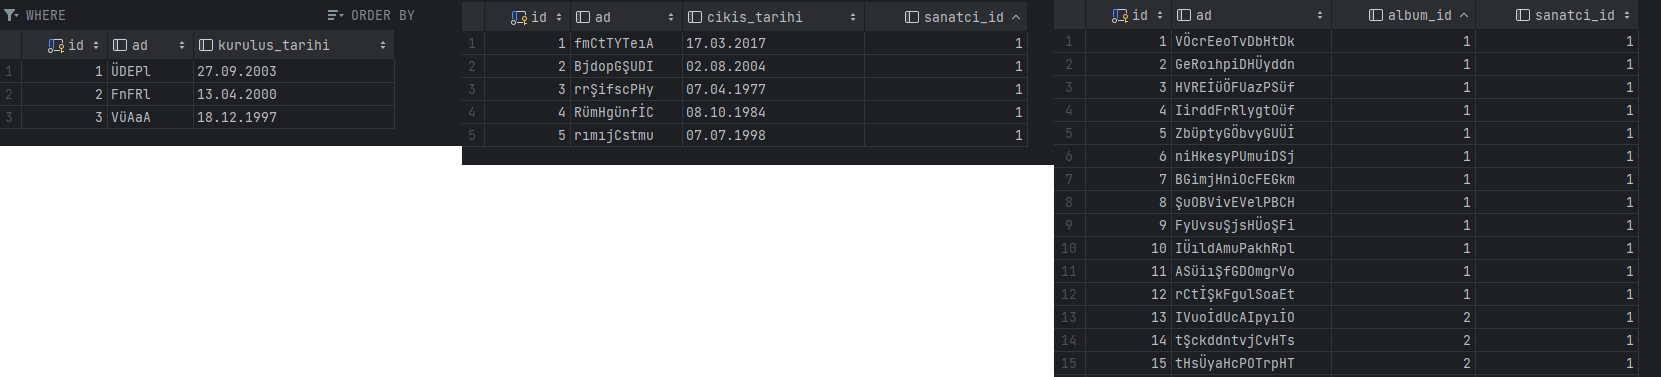 WHERE ORDER BY
id ad kurulus_tarihi
1 1 ÜDEPl 27.09.2003
2 2 FnFRl 13.04.2000
3 3 VüAaA 18.12.1997
id ad cikis_tarihi sanatci_id
1 1 fmCtTYTeıA 17.03.2017 1
2 2 BjdopGŞUDI 02.08.2004 1
3 3 rrŞifscPHy 07.04.1977 1
4 4 RÜmHgÜnfİC 08.10.1984 1
5 5 rımıjCstmu 07.07.1998 1
id ad album_id sanatci_id
1 1 VÖcrEeoTvDbHtDk 1 1
2 2 GeRoıhpiDHÜyddn 1 1
3 3 HVREİÜÖFUazPSüf 1 1
4 4 IirddFrRlygtOüf 1 1
5 5 ZbüptyGÖbvyGUÜİ 1 1
6 6 niHkesyPUmuiDSj 1 1
7 7 BGimjHniOcFEGkm 1 1
8 8 ŞuOBVivEVelPBCH 1 1
9 9 FyUvsuŞjsHÜoŞFi 1 1
10 10 IÜıldAmuPakhRpl 1 1
11 11 ASÜiıŞfGDOmgrVo 1 1
12 12 rCtİŞkFgulSoaEt 1 1
13 13 IVuoİdUcAIpyıİO 2 1
14 14 tŞckddntvjCvHTs 2 1
15 15 tHsÜyaHcPOTrpHT 2 1